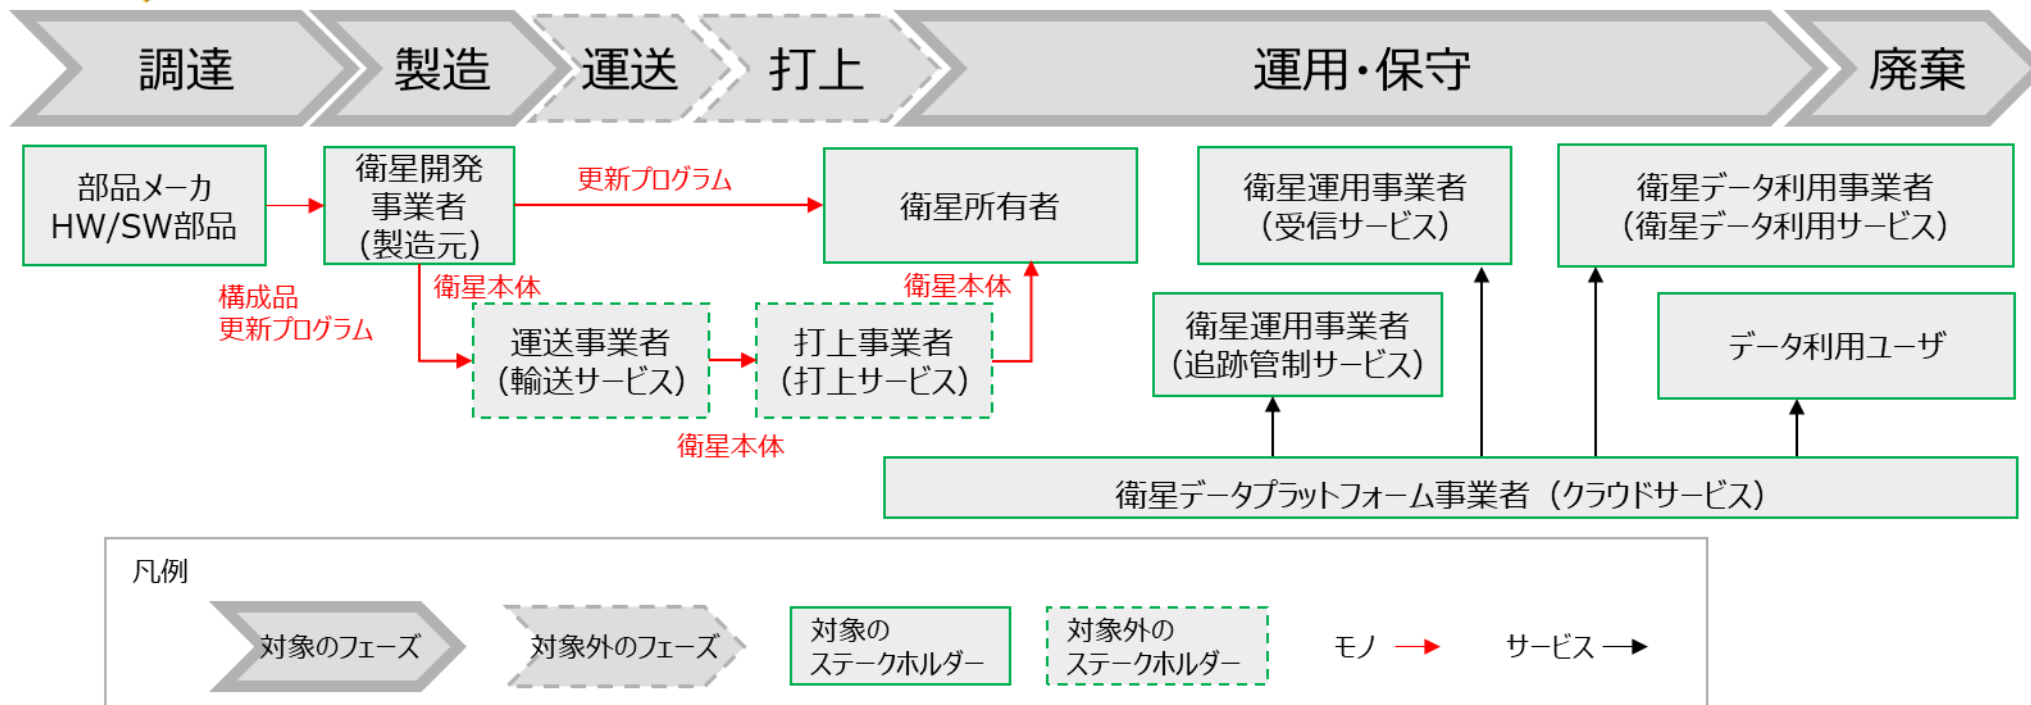 調達
製造
運送
打上
運用・保守
廃棄
部品メーカ
HW/SW部品
衛星開発
事業者
（製造元）
更新プログラム
衛星所有者
衛星運用事業者
（受信サービス）
衛星データ利用事業者
（衛星データ利用サービス）
構成品
更新プログラム
衛星本体
衛星本体
運送事業者
（輸送サービス）
打上事業者
（打上サービス）
衛星運用事業者
（追跡管制サービス）
データ利用ユーザ
衛星本体
衛星データプラットフォーム事業者（クラウドサービス）
凡例
対象のフェーズ
対象外のフェーズ
対象の
ステークホルダー
対象外の
ステークホルダー
モノ
サービス